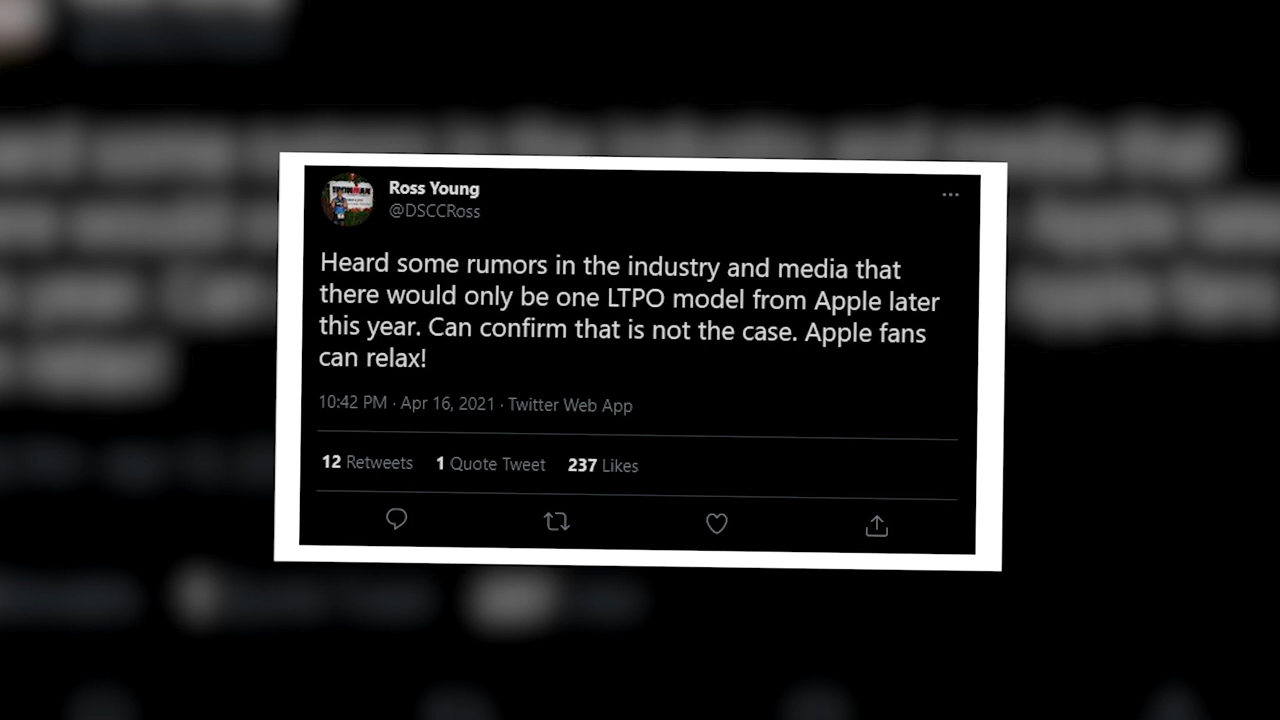 Ross Young
@DSCCRoss
Heard some rumors in the industry and media that
there would only be one LTPO model from Apple later
this year. Can confirm that is not the case. Apple fans
can relax!
10:42 PM · Apr 16, 2021 · Twitter Web App
12 Retweets 1 Quote Tweet 237 Likes